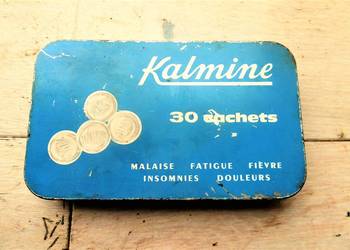 Kalmine
30 cachets
MALAISE FATIGUE FIÈVRE
INSOMNIES DOULEURS